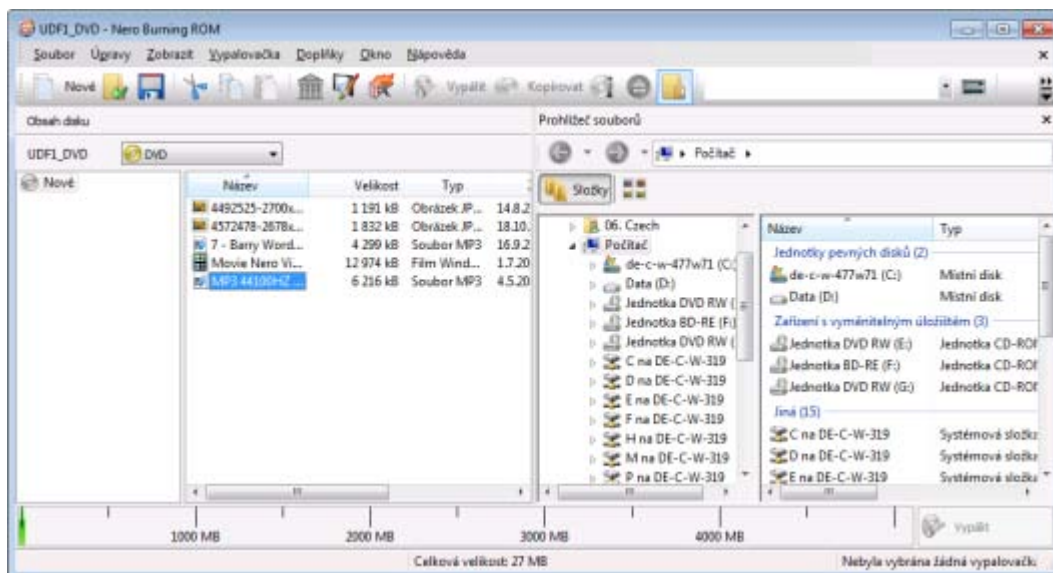 UDF1_DVD - Nero Burning ROM
Soubor Úpravy Zobrazit Vypalovačka Doplňky Okno Nápověda
Nové Vypálit Kopírovat
Obsah disku
UDF1_DVD DVD
Nové
Název Velikost Typ
4492525-2700x... 1 191 kB Obrázek JP... 14.8.2
4572478-2678x... 1 832 kB Obrázek JP... 18.10.
7 - Barry Word... 4 299 kB Soubor MP3 16.9.2
Movie Nero Vi... 12 974 kB Film Wind... 1.7.20
MP3 44100HZ ... 6 216 kB Soubor MP3 4.5.20
Prohlížeč souborů
Počítač
Složky
06. Czech
Počítač
de-c-w-477w71 (C:
Data (D:)
Jednotka DVD RW (
Jednotka BD-RE (F:)
Jednotka DVD RW (
C na DE-C-W-319
D na DE-C-W-319
E na DE-C-W-319
F na DE-C-W-319
H na DE-C-W-319
M na DE-C-W-319
P na DE-C-W-319
Název Typ
Jednotky pevných disků (2)
de-c-w-477w71 (C:) Místní disk
Data (D:) Místní disk
Zařízení s vyměnitelným úložištěm (3)
Jednotka DVD RW (E:) Jednotka CD-ROM
Jednotka BD-RE (F:) Jednotka CD-ROM
Jednotka DVD RW (G:) Jednotka CD-ROM
Jiná (15)
C na DE-C-W-319 Systémová složka
D na DE-C-W-319 Systémová složka
E na DE-C-W-319 Systémová složka
1000 MB 2000 MB 3000 MB 4000 MB
Vypálit
Celková velikost: 27 MB Nebyla vybrána žádná vypalovačka